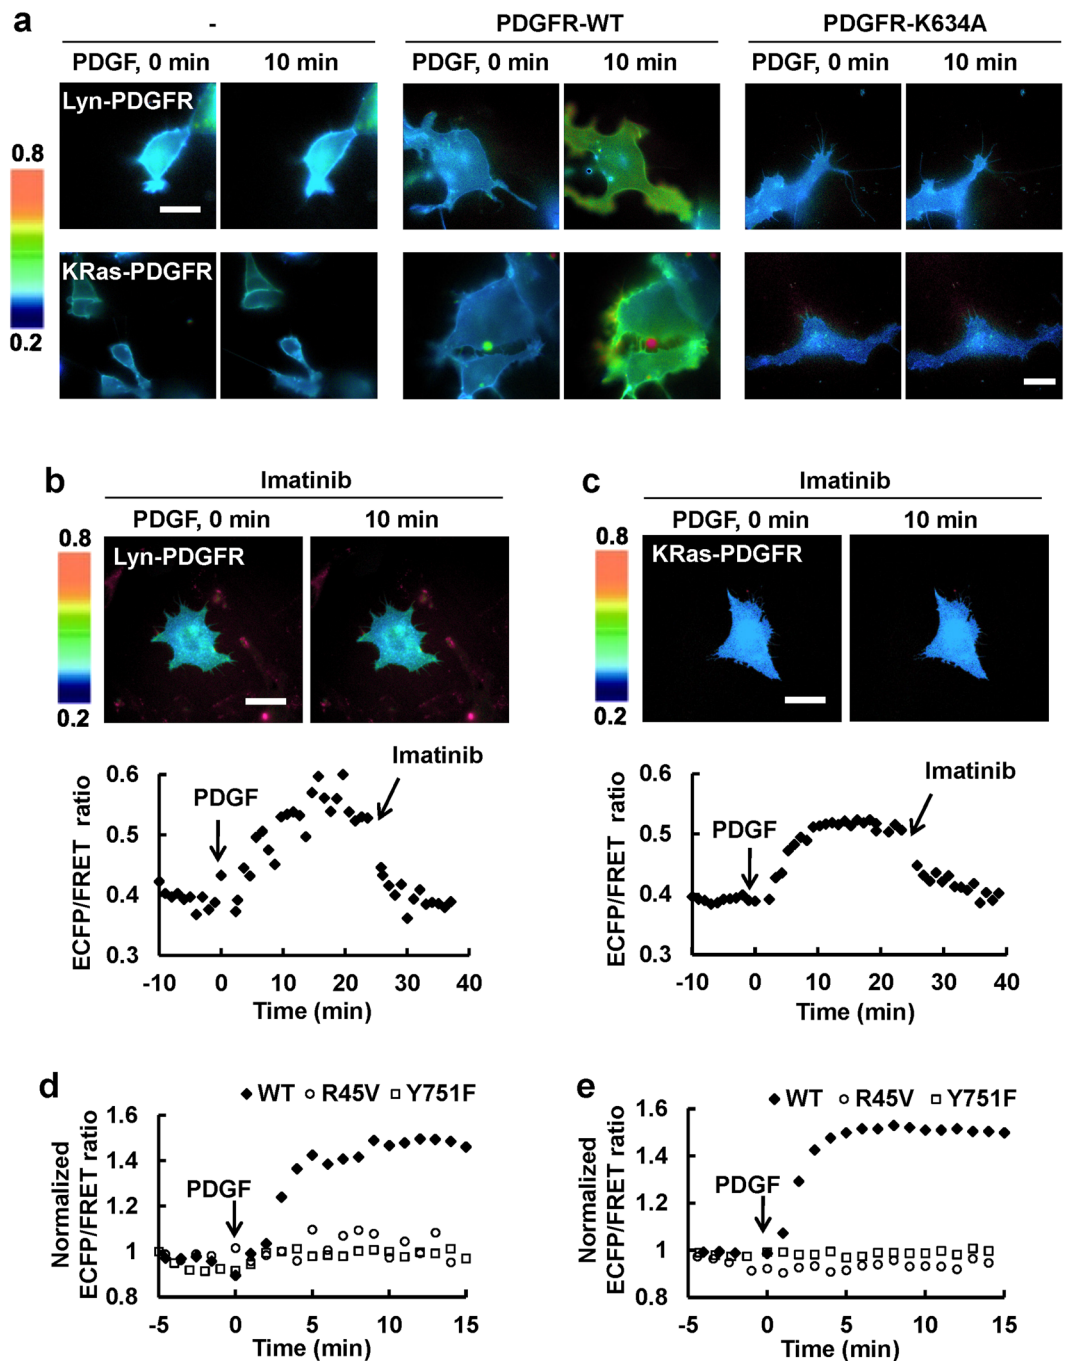 a
- PDGFR-WT PDGFR-K634A
PDGF, 0 min 10 min PDGF, 0 min 10 min PDGF, 0 min 10 min
Lyn-PDGFR
0.8
KRas-PDGFR
0.2
b
Imatinib
PDGF, 0 min 10 min
0.8
Lyn-PDGFR
0.2
0.6
0.5
0.4
0.3
ECFP/FRET ratio
PDGF
Imatinib
-10 0 10 20 30 40
Time (min)
c
Imatinib
PDGF, 0 min 10 min
0.8
KRas-PDGFR
0.2
0.6
0.5
0.4
0.3
ECFP/FRET ratio
PDGF
Imatinib
-10 0 10 20 30 40
Time (min)
d
WT R45V Y751F
1.6
1.4
1.2
1
0.8
Normalized
ECFP/FRET ratio
PDGF
-5 0 5 10 15
Time (min)
e
WT R45V Y751F
1.6
1.4
1.2
1
0.8
Normalized
ECFP/FRET ratio
PDGF
-5 0 5 10 15
Time (min)